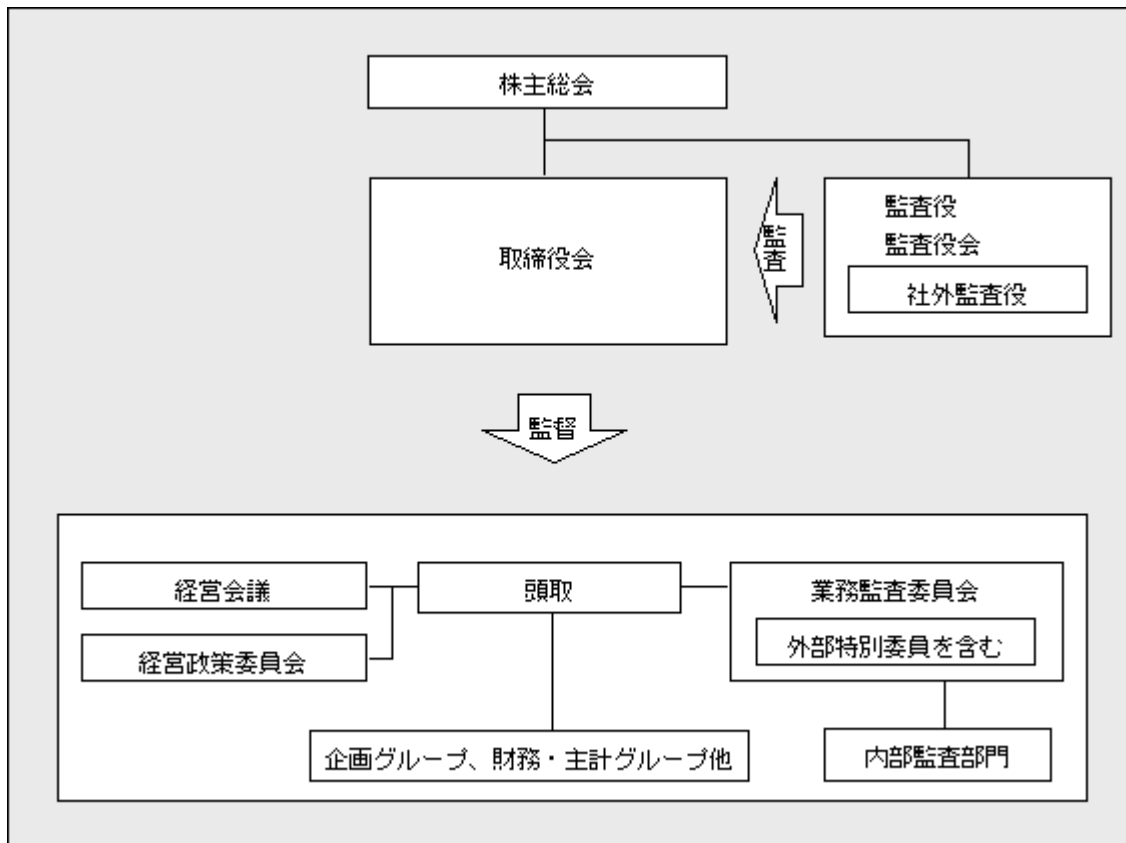 株主総会
取締役会
監査
監査役
監査役会
社外監査役
監督
経営会議
頭取
業務監査委員会
外部特別委員を含む
経営政策委員会
企画グループ、財務・主計グループ他
内部監査部門